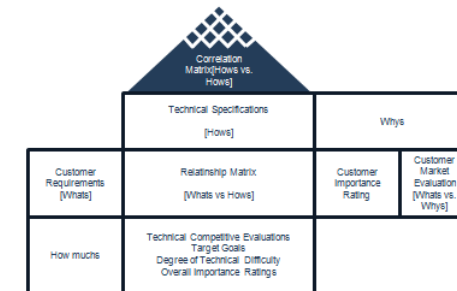 Correlation
Matrix[Hows vs.
Hows]
Technical Specifications
[Hows]
Whys
Customer
Requirements
[Whats]
Relatinship Matrix
[Whats vs Hows]
Customer
Importance
Rating
Customer
Market
Evaluation
[Whats vs.
Whys]
How muchs
Technical Competitive Evaluations
Target Goals
Degree of Technical Difficulty
Overall Importance Ratings